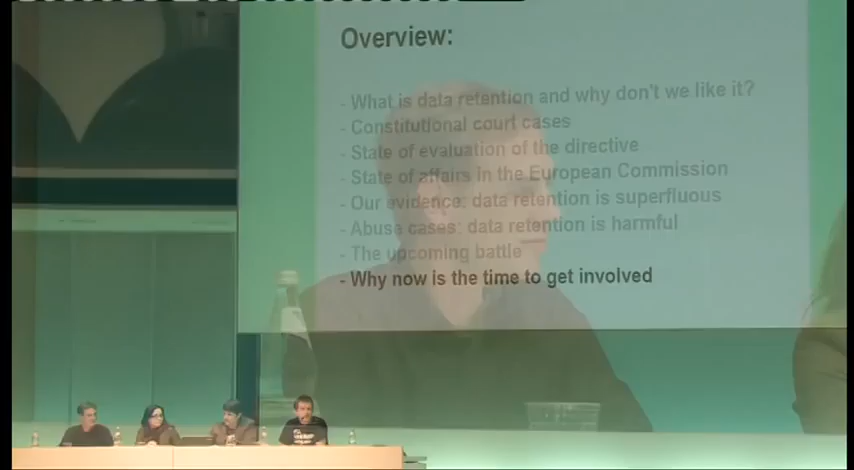 Overview:
- What is data retention and why don't we like it?
- Constitutional court cases
- State of evaluation of the directive
- State of affairs in the European Commission
- Our evidence: data retention is superfluous
- Abuse cases: data retention is harmful
- The upcoming battle
- Why now is the time to get involved